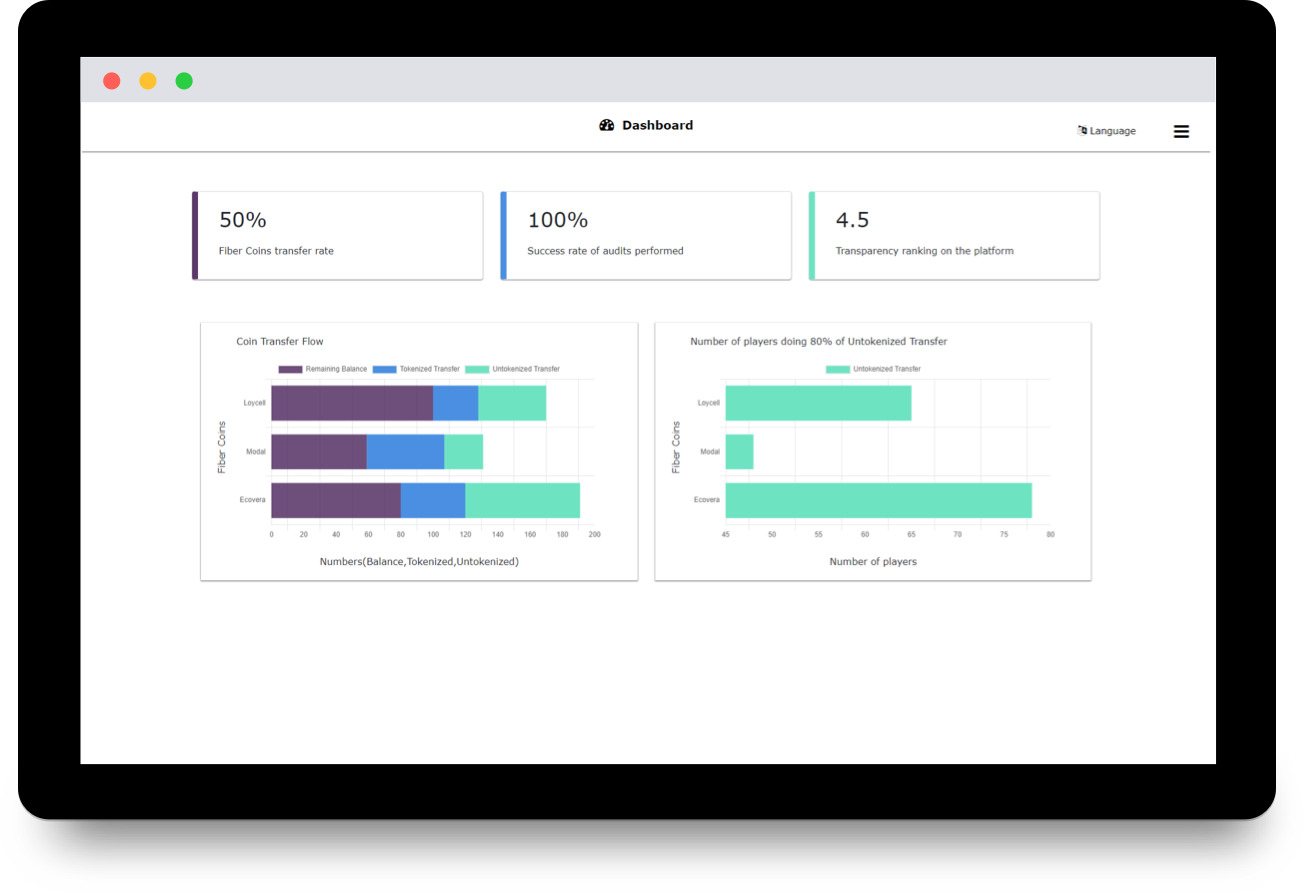 Dashboard
Language
50%
Fiber Coins transfer rate
100%
Success rate of audits performed
4.5
Transparency ranking on the platform
Coin Transfer Flow
Remaining Balance Tokenized Transfer Untokenized Transfer
Fiber Coins
Loycell
Modal
Ecovera
0 20 40 60 80 100 120 140 160 180 200
Numbers(Balance,Tokenized,Untokenized)
Number of players doing 80% of Untokenized Transfer
Untokenized Transfer
Fiber Coins
Loycell
Modal
Ecovera
45 50 55 60 65 70 75 80
Number of players